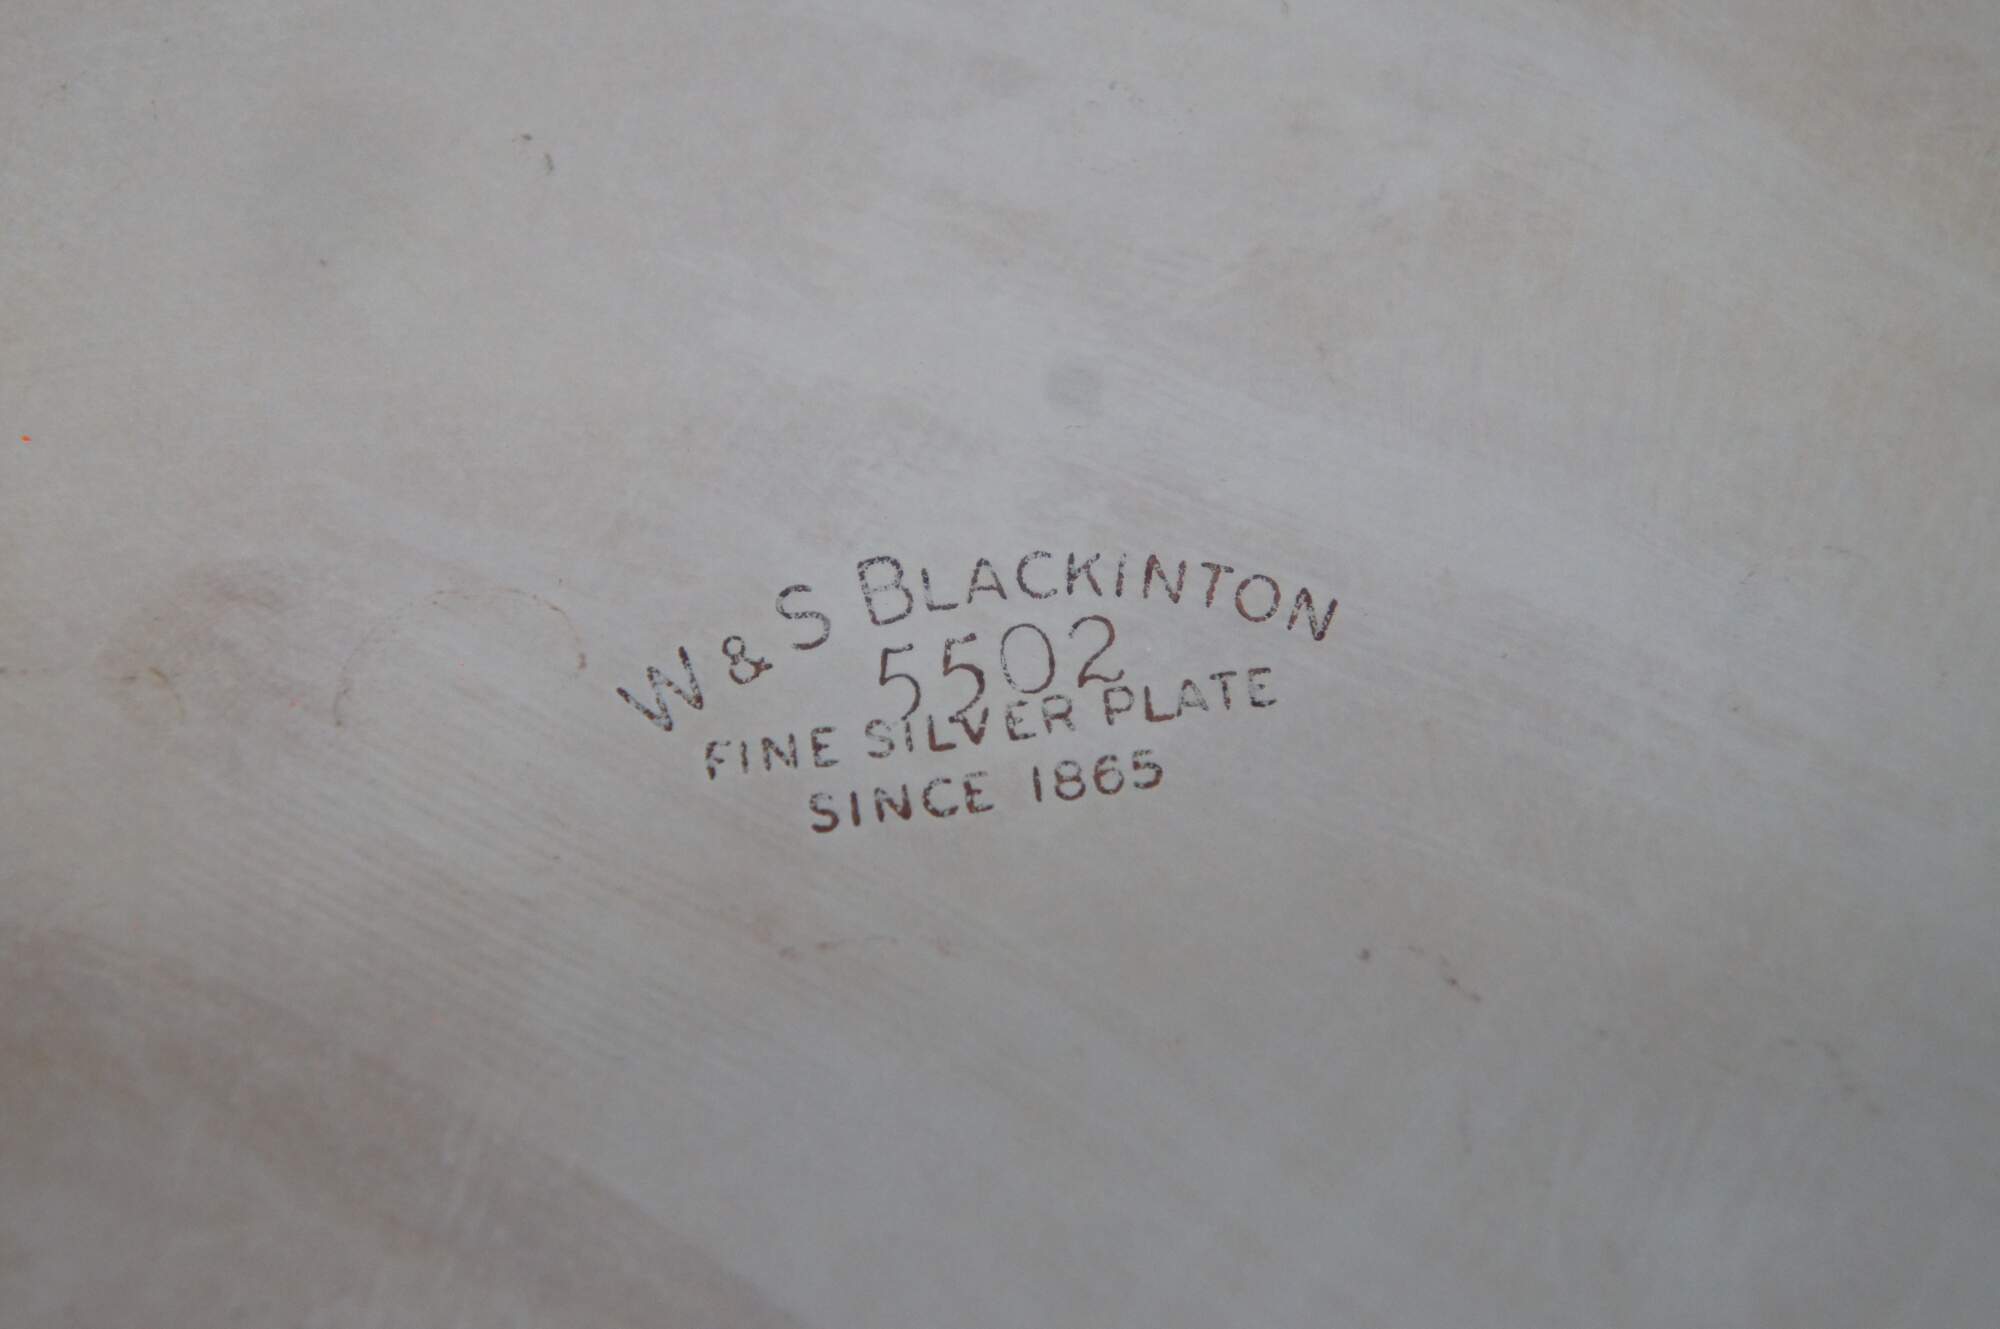 W & S BLACKINTON
5502
FINE SILVER PLATE
SINCE 1865